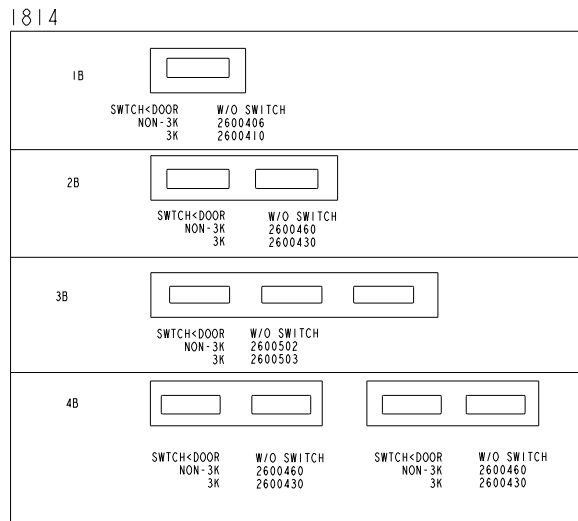 1814
1B
SWTCH<DOOR W/O SWITCH
NON-3K 2600406
3K 2600410
2B
SWTCH<DOOR W/O SWITCH
NON-3K 2600460
3K 2600430
3B
SWTCH<DOOR W/O SWITCH
NON-3K 2600502
3K 2600503
4B
SWTCH<DOOR W/O SWITCH SWTCH<DOOR W/O SWITCH
NON-3K 2600460 NON-3K 2600460
3K 2600430 3K 2600430